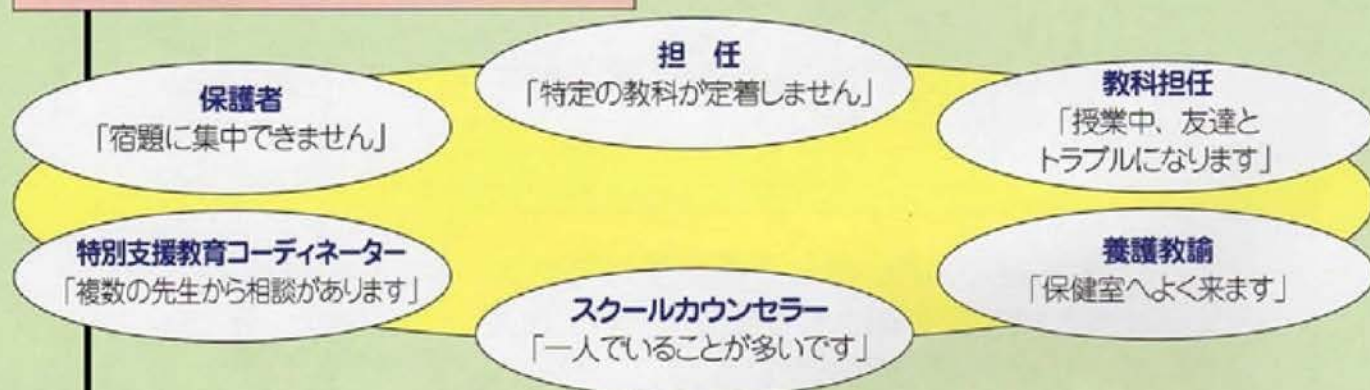 担 任
「特定の教科が定着しません」
保護者
「宿題に集中できません」
教科担任
「授業中、友達と
トラブルになります」
特別支援教育コーディネーター
「複数の先生から相談があります」
スクールカウンセラー
「一人でいることが多いです」
養護教諭
「保健室へよく来ます」